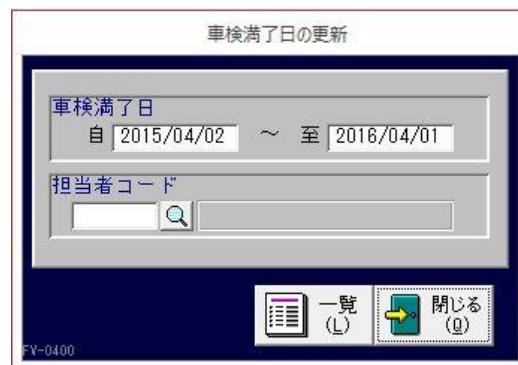 車検満了日の更新
車検満了日
自 2015/04/02 ～ 至 2016/04/01
担当者コード
一覧
(L)
閉じる
(Q)
FV-0400